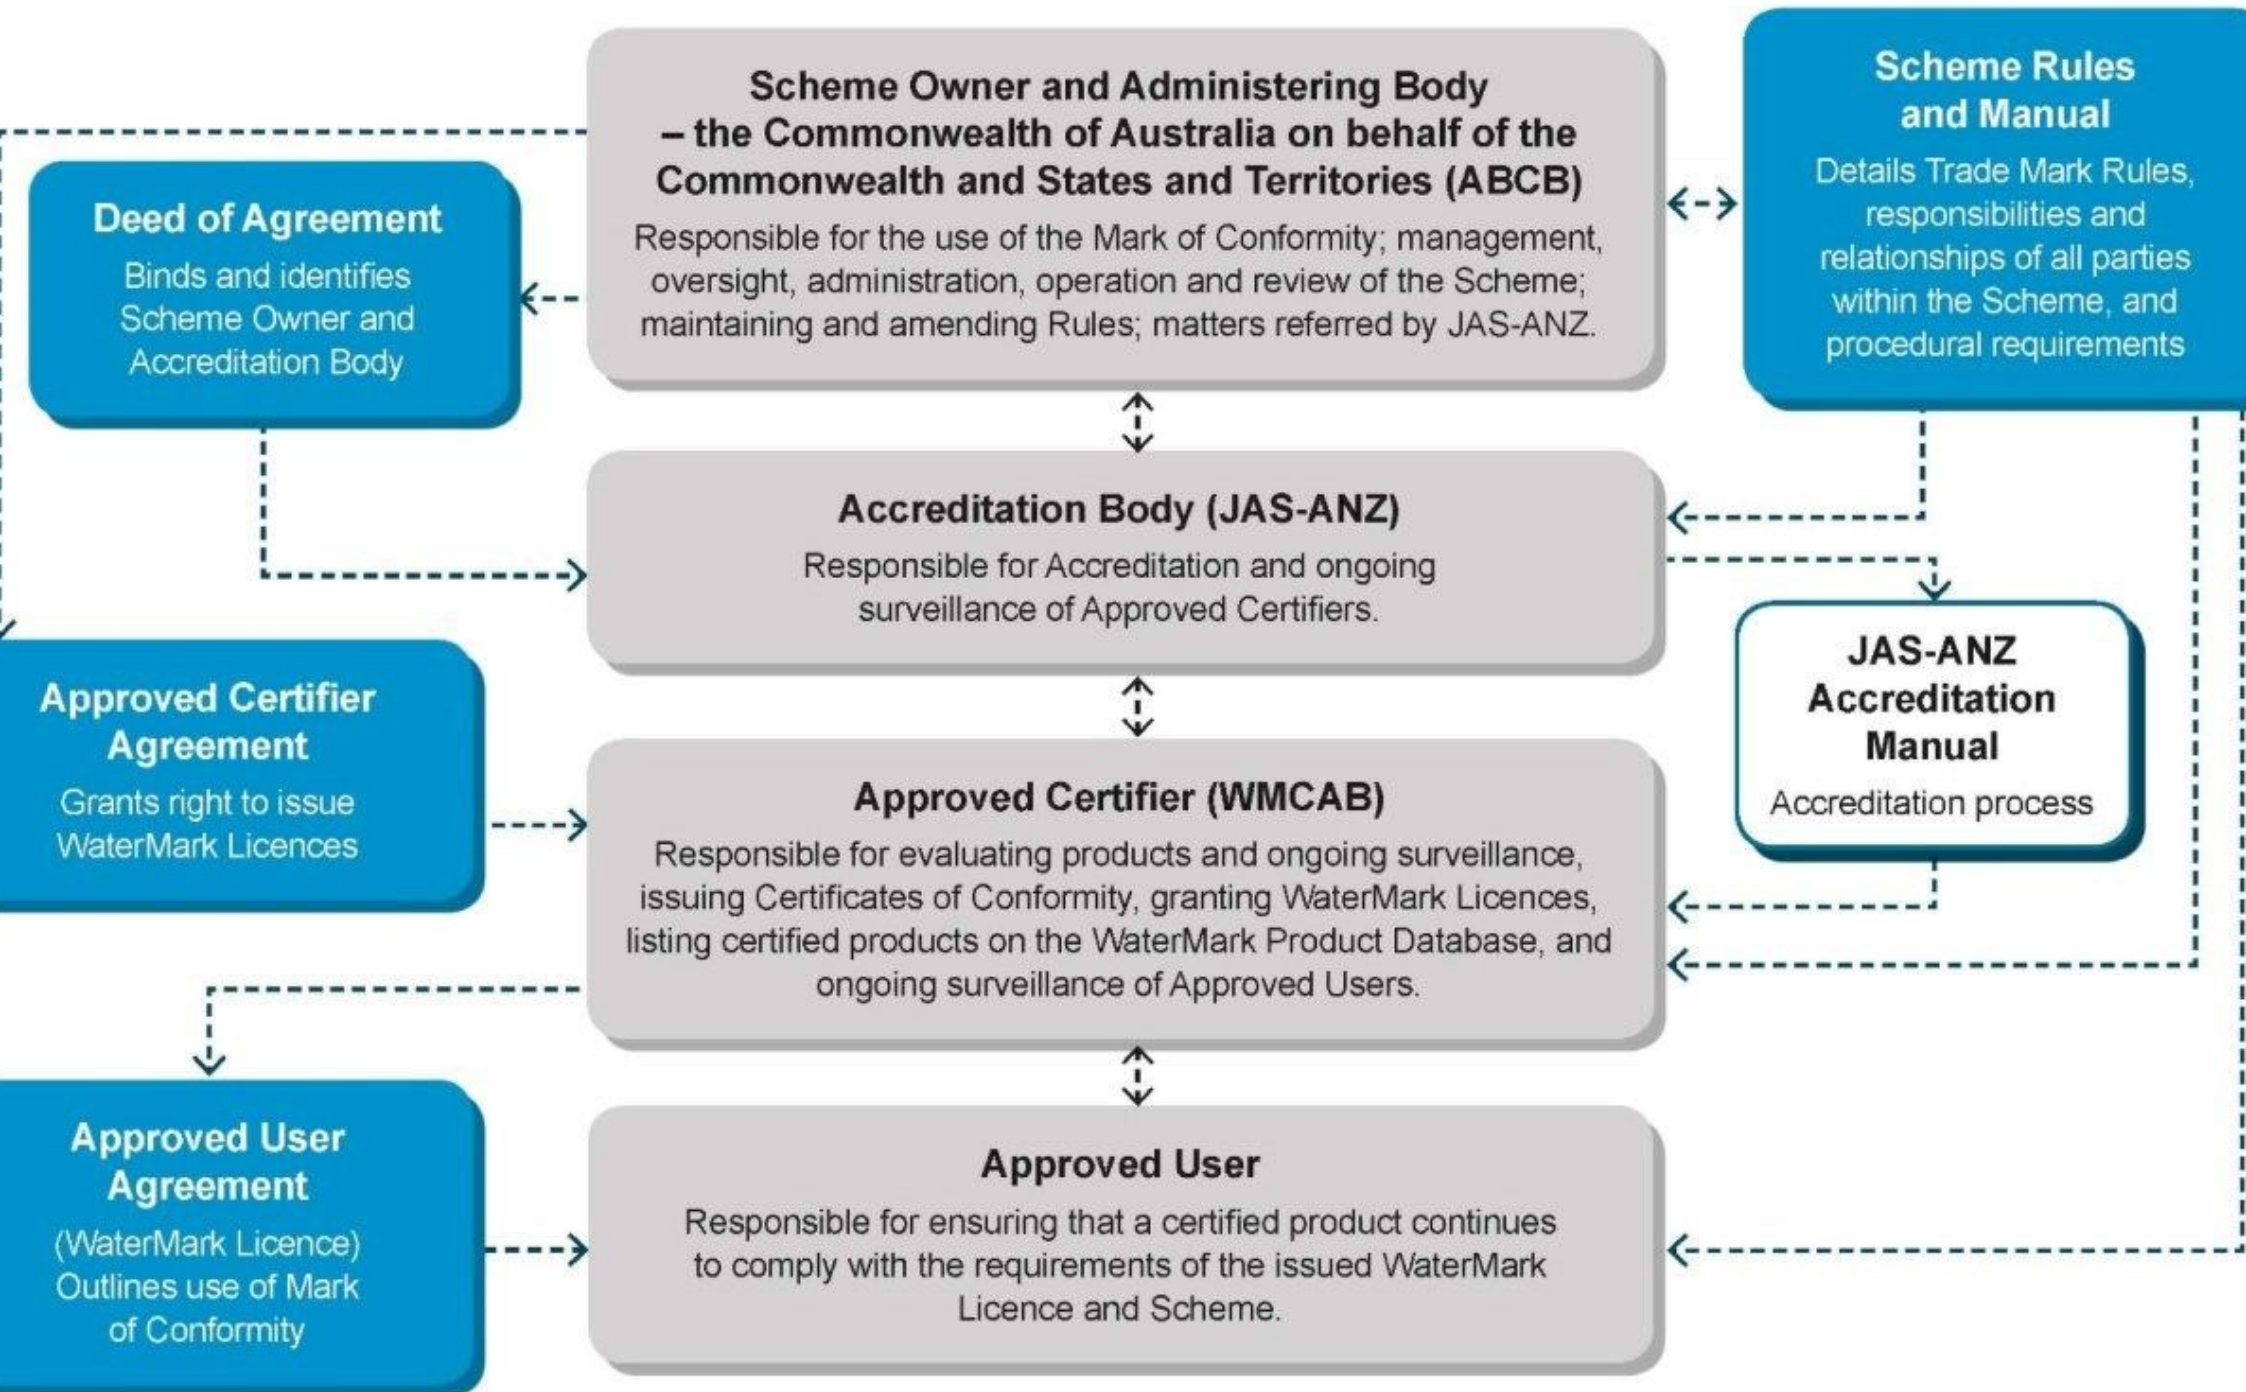 Scheme Owner and Administering Body
– the Commonwealth of Australia on behalf of the
Commonwealth and States and Territories (ABCB)
Responsible for the use of the Mark of Conformity; management,
oversight, administration, operation and review of the Scheme;
maintaining and amending Rules; matters referred by JAS-ANZ.
Scheme Rules
and Manual
Details Trade Mark Rules,
responsibilities and
relationships of all parties
within the Scheme, and
procedural requirements
Deed of Agreement
Binds and identifies
Scheme Owner and
Accreditation Body
Accreditation Body (JAS-ANZ)
Responsible for Accreditation and ongoing
surveillance of Approved Certifiers.
JAS-ANZ
Accreditation
Manual
Accreditation process
Approved Certifier
Agreement
Grants right to issue
WaterMark Licences
Approved Certifier (WMCAB)
Responsible for evaluating products and ongoing surveillance,
issuing Certificates of Conformity, granting WaterMark Licences,
listing certified products on the WaterMark Product Database, and
ongoing surveillance of Approved Users.
Approved User
Agreement
(WaterMark Licence)
Outlines use of Mark
of Conformity
Approved User
Responsible for ensuring that a certified product continues
to comply with the requirements of the issued WaterMark
Licence and Scheme.